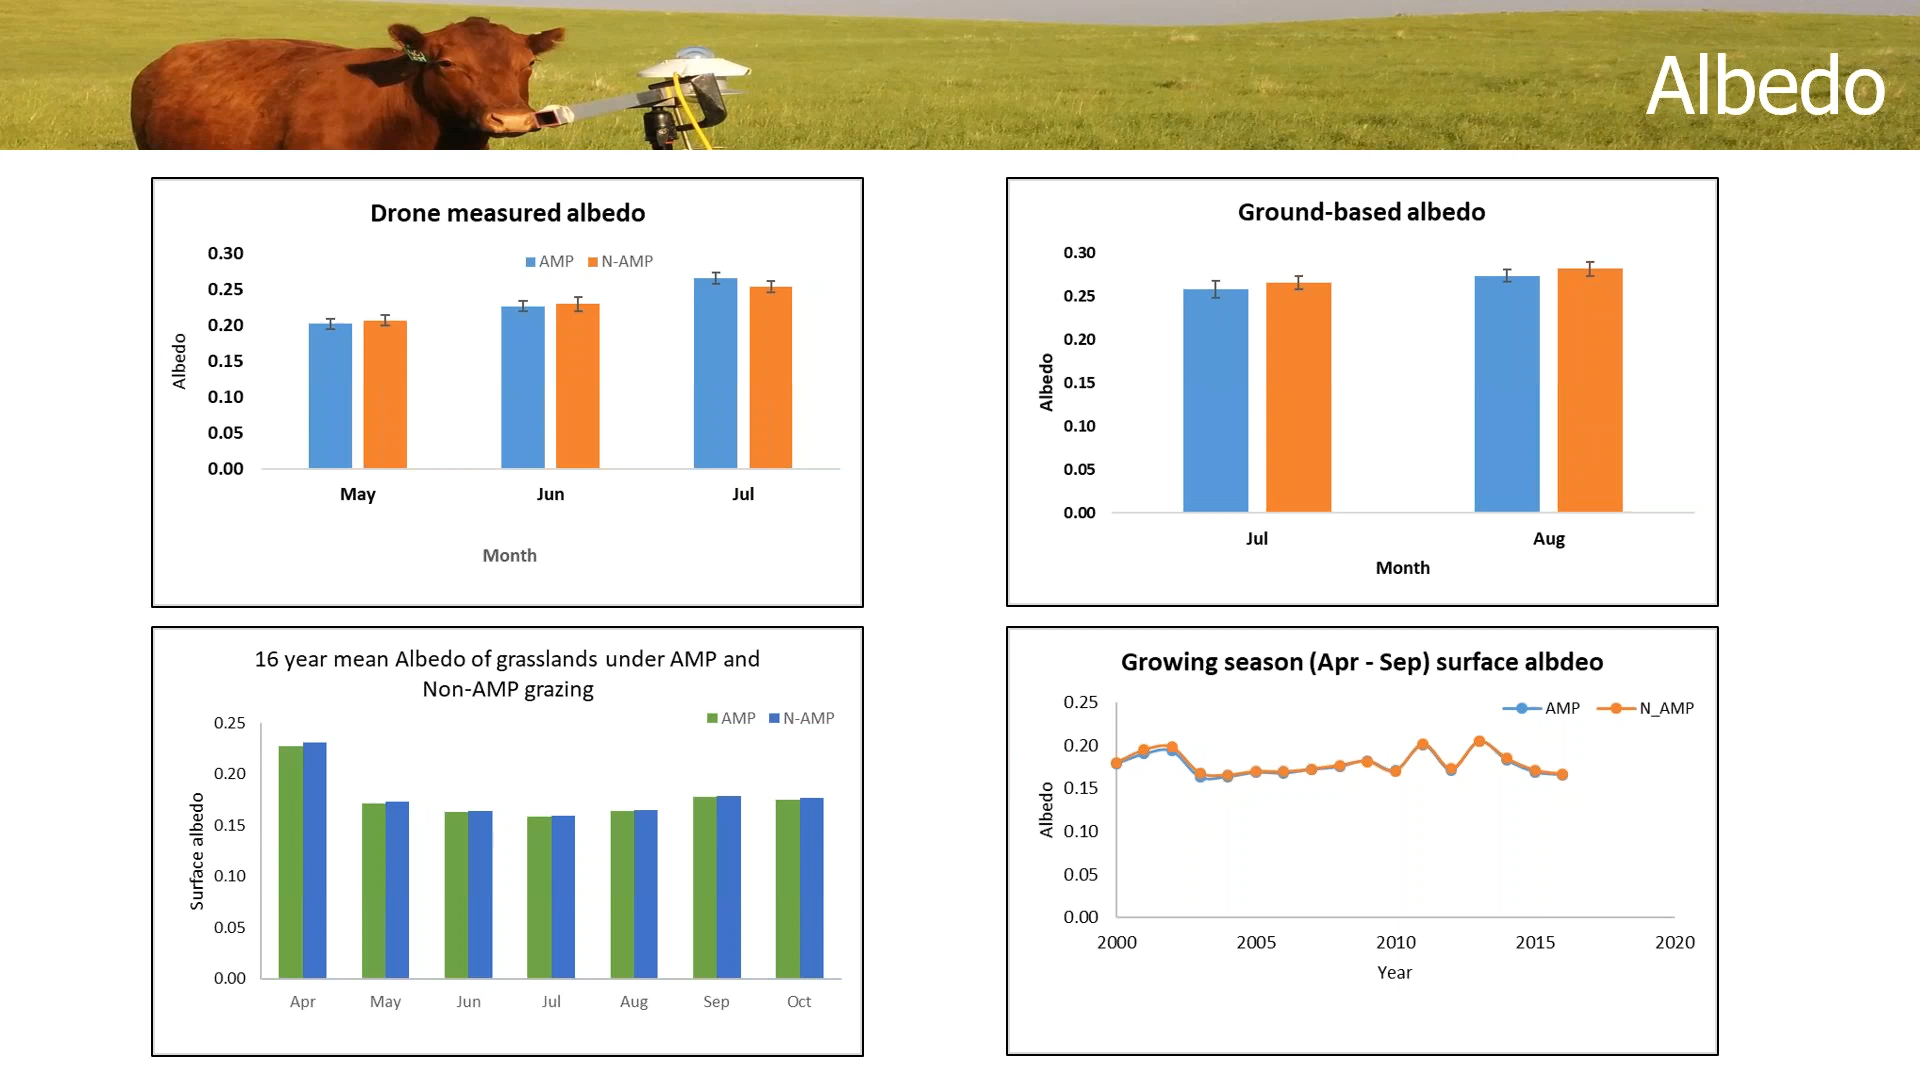 Albedo
Drone measured albedo
AMP N-AMP
0.30
0.25
0.20
0.15
0.10
0.05
0.00
Albedo
May Jun Jul
Month
Ground-based albedo
0.30
0.25
0.20
0.15
0.10
0.05
0.00
Albedo
Jul Aug
Month
16 year mean Albedo of grasslands under AMP and
Non-AMP grazing
AMP N-AMP
0.25
0.20
0.15
0.10
0.05
0.00
Surface albedo
Apr May Jun Jul Aug Sep Oct
Growing season (Apr - Sep) surface albdeo
AMP N_AMP
0.25
0.20
0.15
0.10
0.05
0.00
Albedo
2000 2005 2010 2015 2020
Year